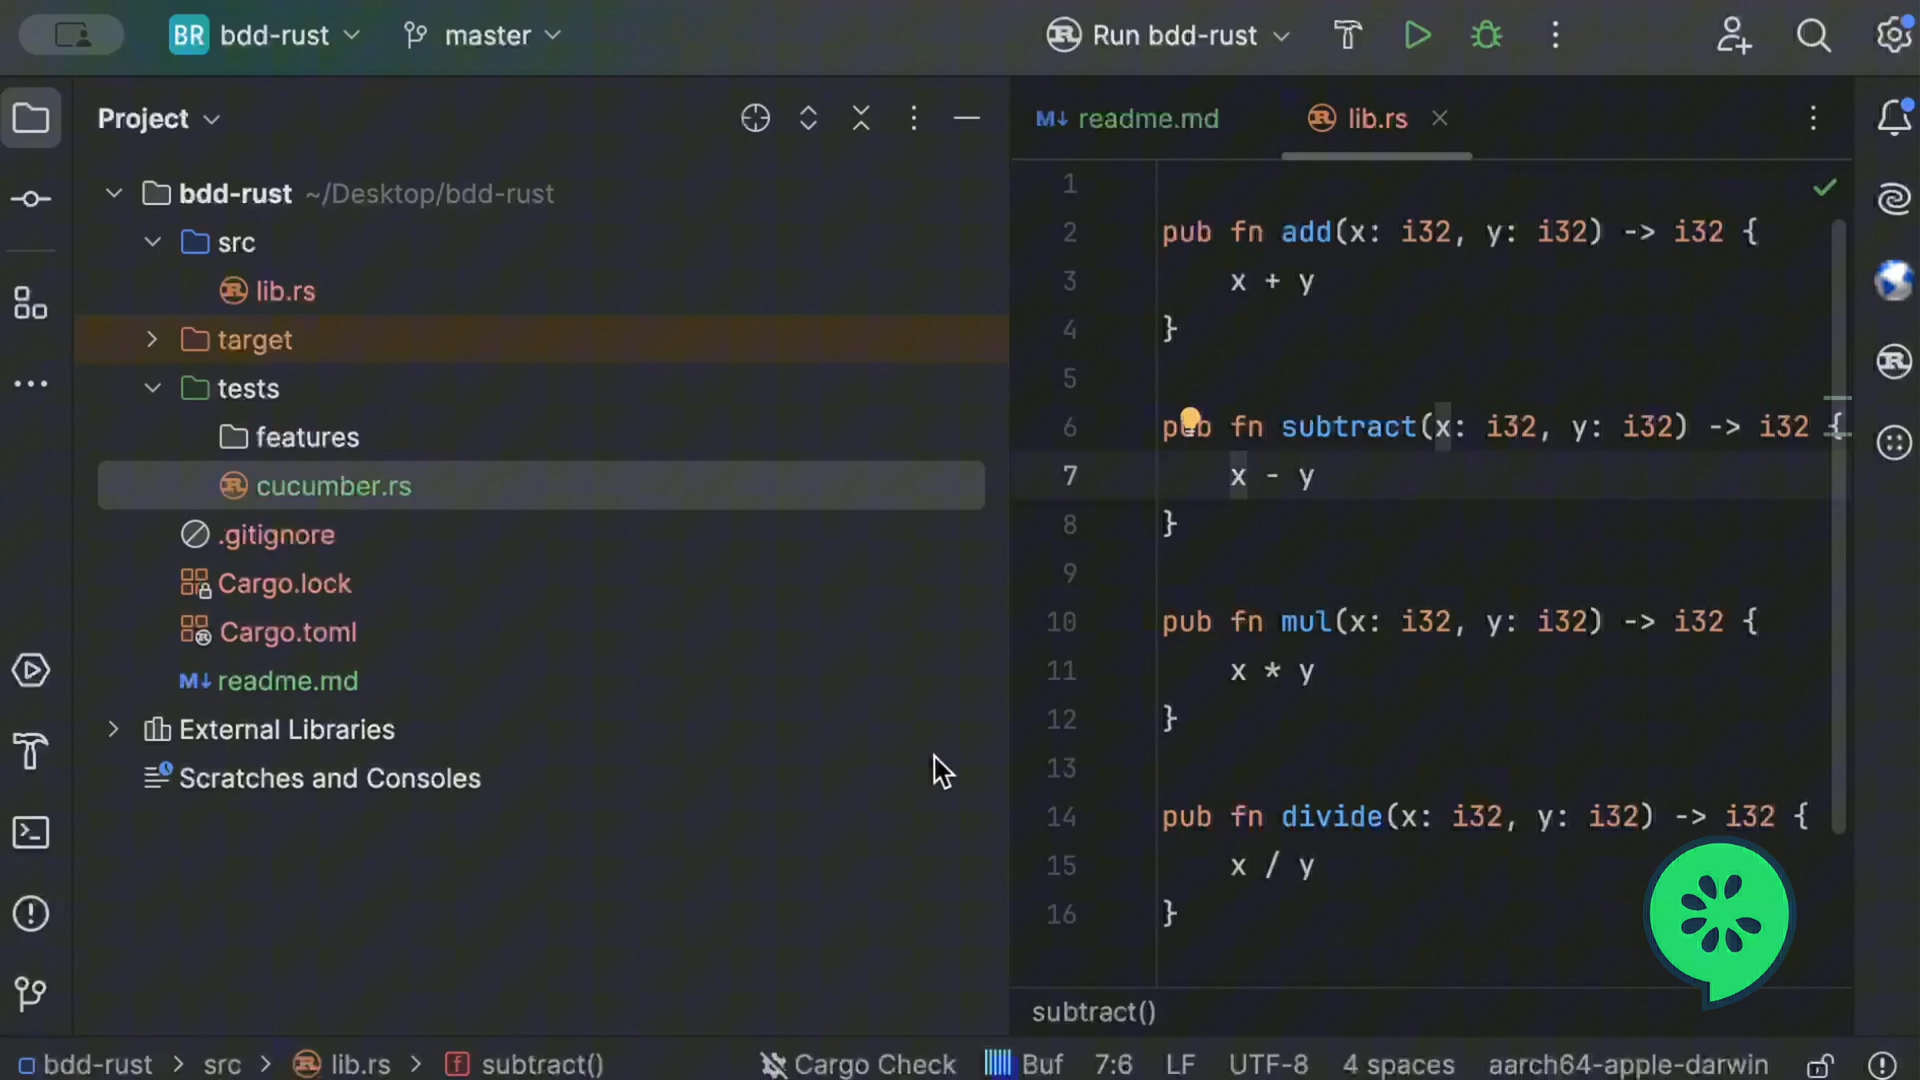 BR bdd-rust master Run bdd-rust
Project
readme.md lib.rs
bdd-rust ~/Desktop/bdd-rust
src
lib.rs
target
tests
features
cucumber.rs
.gitignore
Cargo.lock
Cargo.toml
M↓ readme.md
External Libraries
Scratches and Consoles
1
2 pub fn add(x: i32, y: i32) -> i32 {
3 x + y
4 }
5
6 pub fn subtract(x: i32, y: i32) -> i32 {
7 x - y
8 }
9
10 pub fn mul(x: i32, y: i32) -> i32 {
11 x * y
12 }
13
14 pub fn divide(x: i32, y: i32) -> i32 {
15 x / y
16 }
subtract()
bdd-rust > src > lib.rs > f subtract() Cargo Check Buf 7:6 LF UTF-8 4 spaces aarch64-apple-darwin